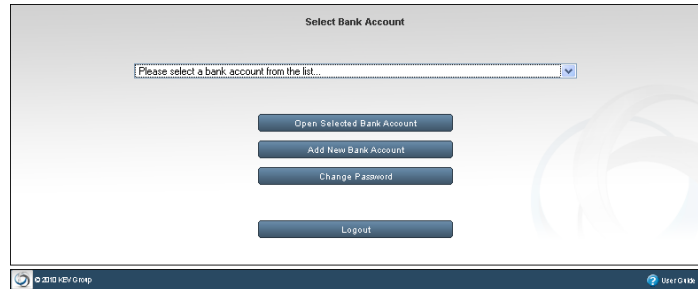 Select Bank Account
Please select a bank account from the list...
Open Selected Bank Account
Add New Bank Account
Change Password
Logout
© 2010 KEV Group
User Guide